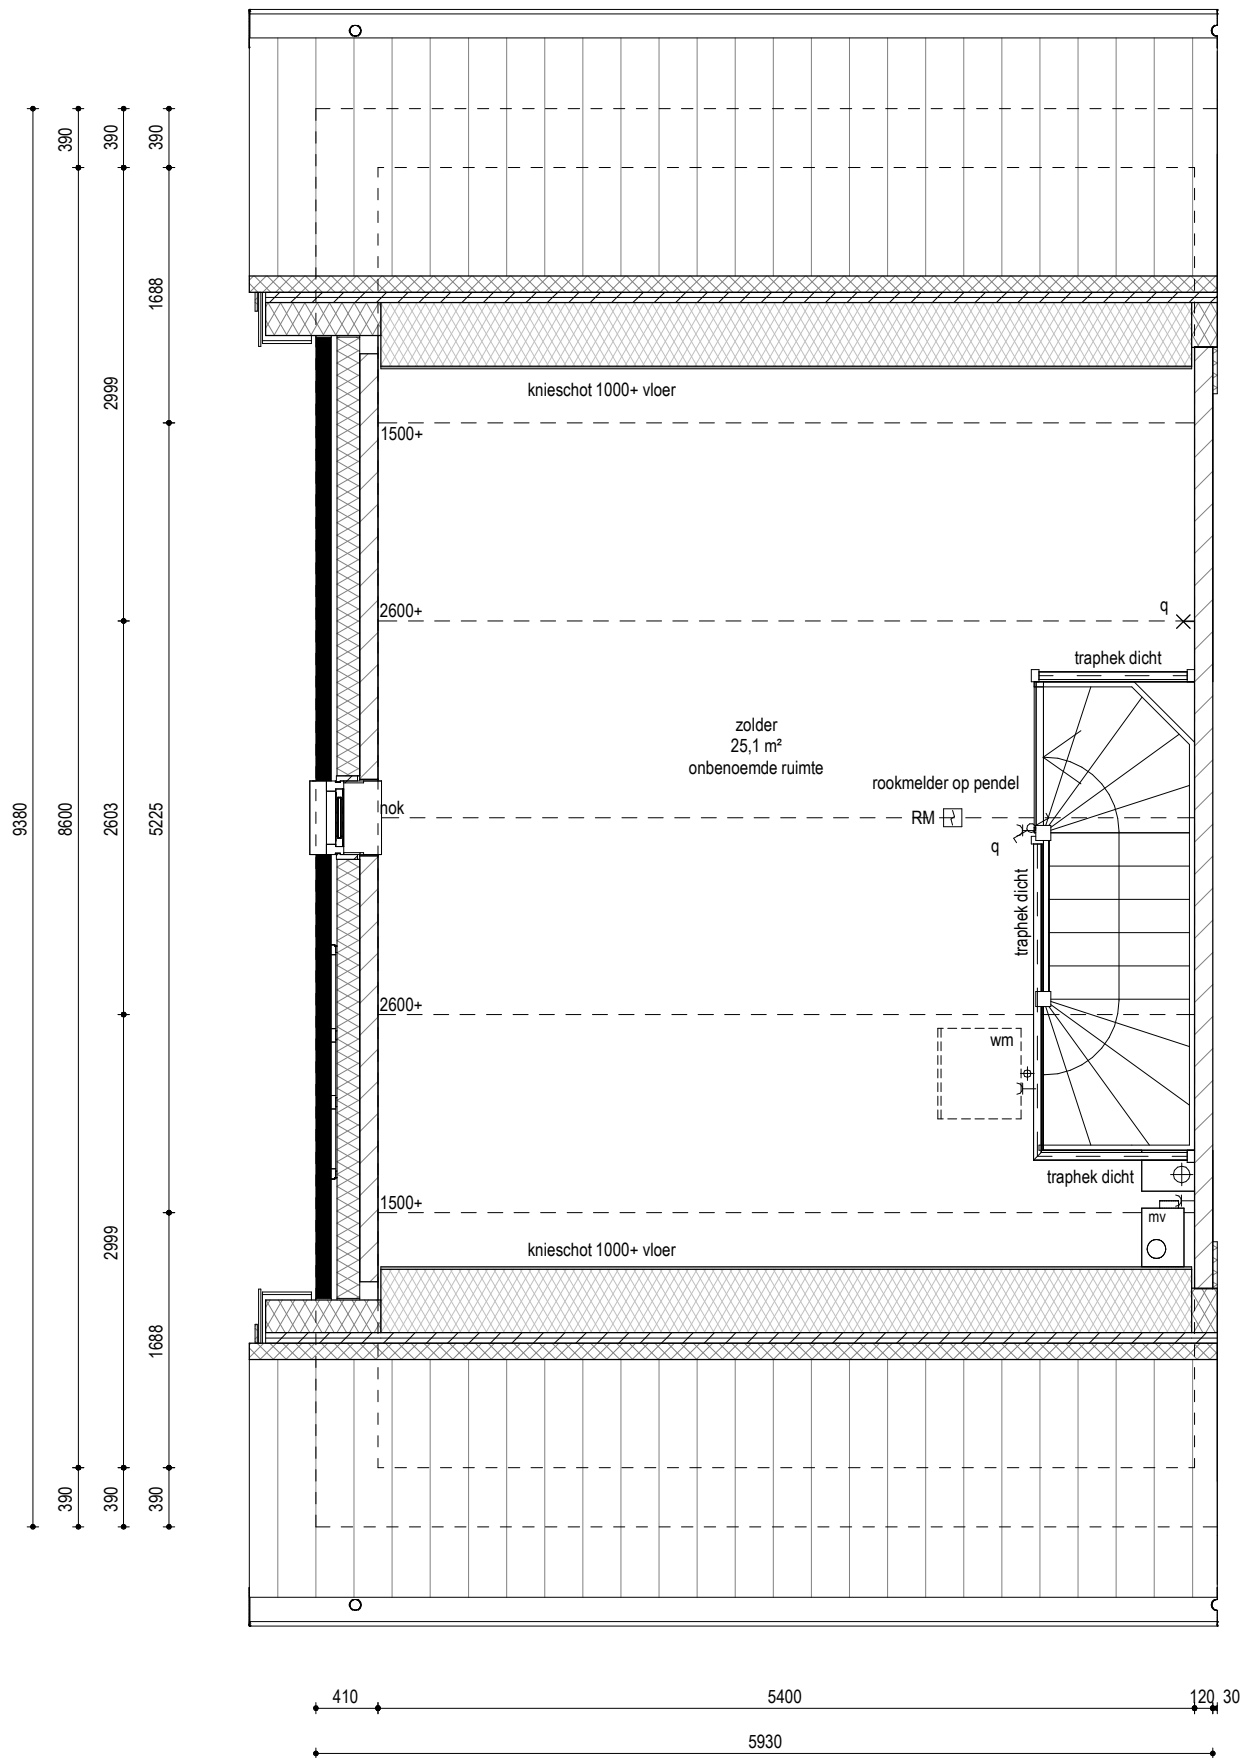 390
390
390
1688
2999
knieschot 1000+ vloer
1500+
2600+
q
traphek dicht
zolder
25,1 m²
onbenoemde ruimte
rookmelder op pendel
nok
RM
q
9380
8600
2603
5225
traphek dicht
2600+
wm
traphek dicht
1500+
mv
2999
knieschot 1000+ vloer
1688
390
390
390
410
5400
120
30
5930